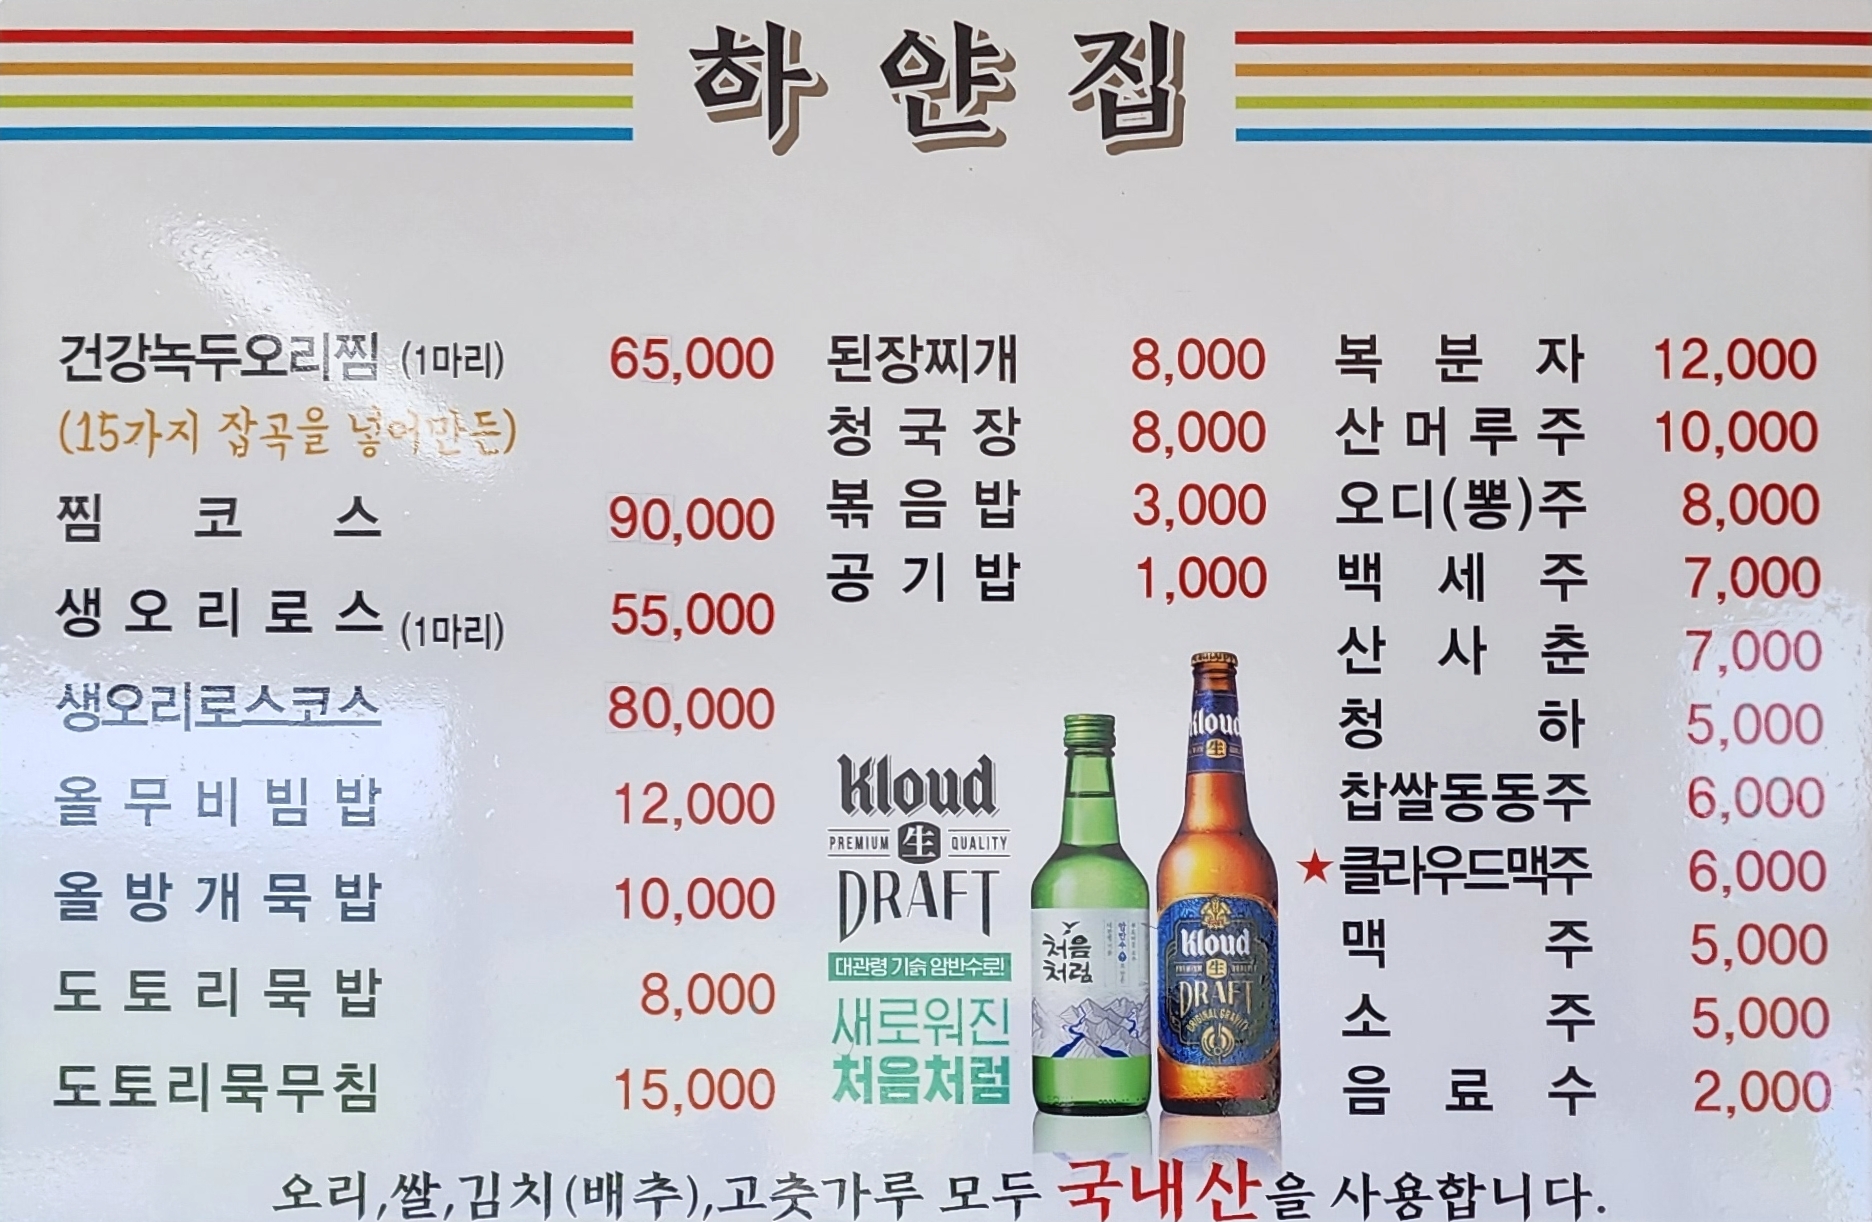 하얀집
건강녹두오리찜 (1마리) 65,000
(15가지 잡곡을 넣어만든)
찜코스 90,000
생오리로스 (1마리) 55,000
생오리로스코스 80,000
올무비빔밥 12,000
올방개묵밥 10,000
도토리묵밥 8,000
도토리묵무침 15,000
된장찌개 8,000
청국장 8,000
볶음밥 3,000
공기밥 1,000
Kloud
PREMIUM 生 QUALITY
DRAFT
대관령 기슭 암반수로!
새로워진
처음처럼
처음
처럼
Kloud
生
Kloud
PREMIUM 生 QUALITY
DRAFT
ORIGINAL GRAVITY
복분자 12,000
산머루주 10,000
오디(뽕)주 8,000
백세주 7,000
산사춘 7,000
청하 5,000
찹쌀동동주 6,000
★클라우드맥주 6,000
맥주 5,000
소주 5,000
음료수 2,000
오리,쌀,김치(배추),고춧가루 모두 국내산을 사용합니다.